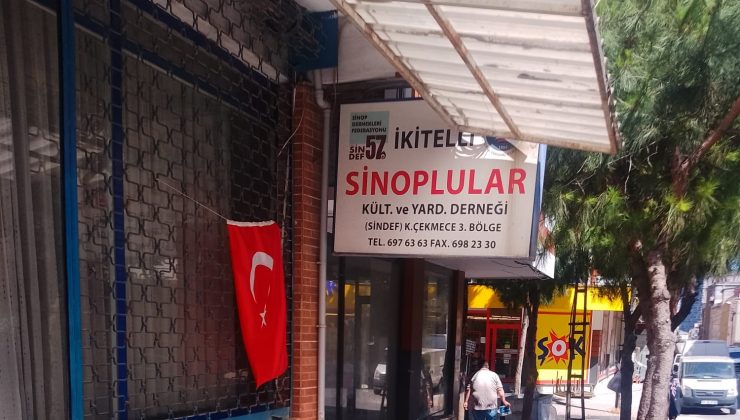 SİNOP
DERNEKLERİ
FEDERASYONU
SİN
DEF
57
İKİTELLİ
SİNOPLULAR
KÜLT. ve YARD. DERNEĞİ
(SİNDEF) K.ÇEKMECE 3. BÖLGE
TEL. 697 63 63 FAX. 698 23 30
ŞOK